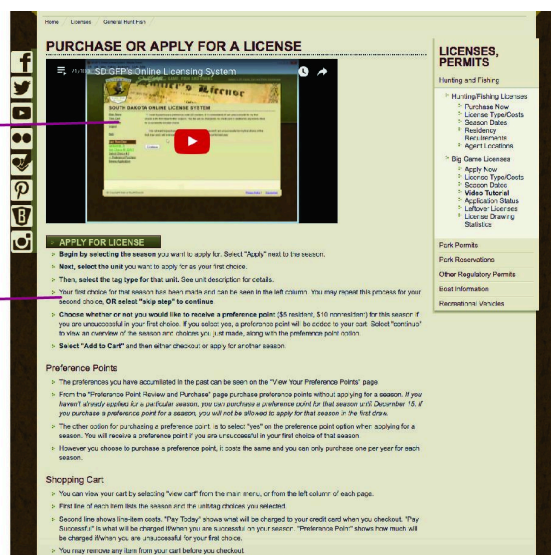 Home Licenses General Hunt Fish
PURCHASE OR APPLY FOR A LICENSE
SD GFP's Online Licensing System
SOUTH DAKOTA ONLINE LICENSE SYSTEM
APPLY FOR LICENSE
Begin by selecting the season you want to apply for. Select "Apply" next to the season.
Next, select the unit you want to apply for as your first choice.
Then, select the tag type for that unit. See unit description for details.
Your first choice for that season has been made and can be seen in the left column. You may repeat this process for your
second choice, OR select "skip step" to continue
Choose whether or not you would like to receive a preference point ($5 resident, $10 nonresident) for this season if
you are unsuccessful in your first choice. If you select yes, a preference point will be added to your cart. Select "continue"
to view an overview of the season and choices you just made, along with the preference point option.
Select "Add to Cart" and then either checkout or apply for another season.
Preference Points
The preferences you have accumilated in the past can be seen on the "View Your Preference Points" page
From the "Preference Point Review and Purchase" page purchase preference points without applying for a season. If you
haven't already applied for a particular season, you can purchase a preference point for that season until December 15. If
you purchase a preference point for a season, you will not be allowed to apply for that season in the first draw.
The other option for purchasing a preference point is to select "yes" on the preference point option when applying for a
season. You will receive a preference point if you are unsuccessful in your first choice of that season
However you choose to purchase a preference point, it costs the same and you can only purchase one per year for each
season.
Shopping Cart
You can view your cart by selecting "view cart" from the main menu, or from the left column of each page.
First line of each item lists the season and the unit/tag choices you selected
Second line shows line-item costs. "Pay Today" shows what will be charged to your credit card when you checkout. "Pay
Successful" is what will be charged if/when you are successful on your season. "Preference Point" shows how much will
be charged if/when you are unsuccessful for your first choice.
You may remove any item from your cart before you checkout
LICENSES,
PERMITS
Hunting and Fishing
Hunting/Fishing Licenses
Purchase Now
License Type/Costs
Season Dates
Residency
Requirements
Agent Locations
Big Game Licenses
Apply Now
License Type/Costs
Season Dates
Video Tutorial
Application Status
Leftover Licenses
License Drawing
Statistics
Park Permits
Park Reservations
Other Regulatory Permits
Boat Information
Recreational Vehicles